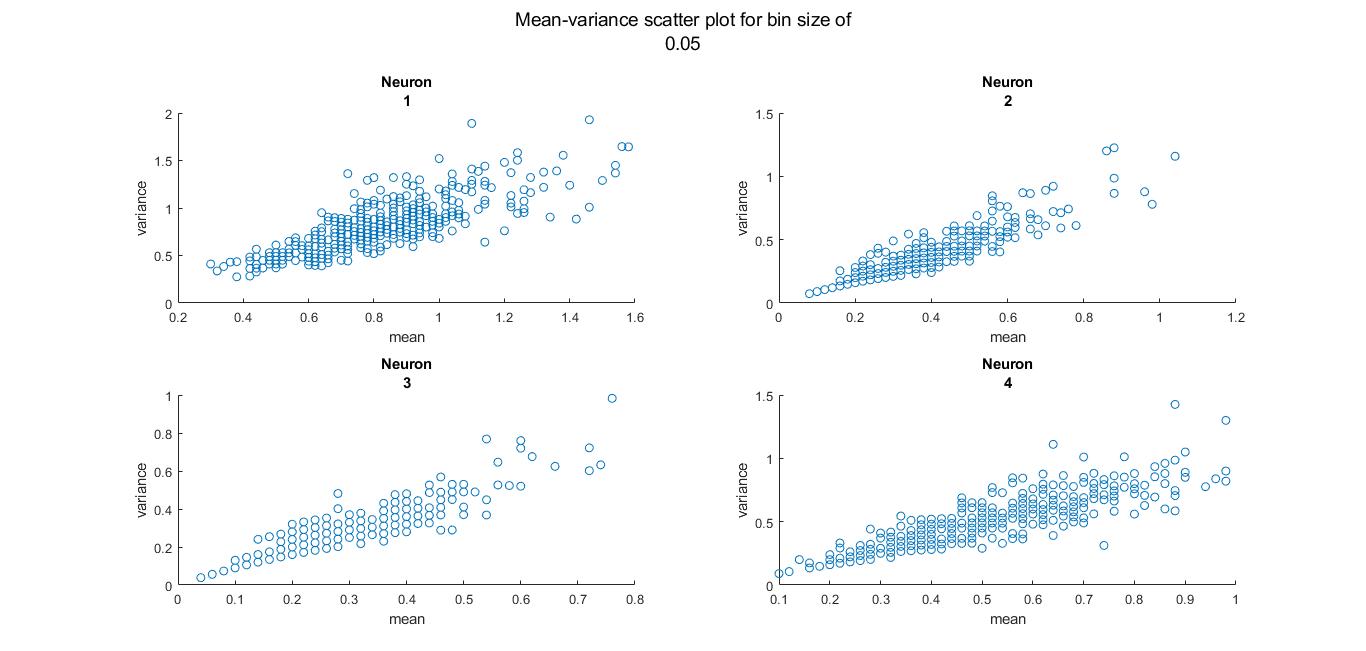 Mean-variance scatter plot for bin size of
0.05
Neuron
1
variance
2
1.5
1
0.5
0
0.2 0.4 0.6 0.8 1 1.2 1.4 1.6
mean
Neuron
2
variance
1.5
1
0.5
0
0 0.2 0.4 0.6 0.8 1 1.2
mean
Neuron
3
variance
1
0.8
0.6
0.4
0.2
0
0 0.1 0.2 0.3 0.4 0.5 0.6 0.7 0.8
mean
Neuron
4
variance
1.5
1
0.5
0
0.1 0.2 0.3 0.4 0.5 0.6 0.7 0.8 0.9 1
mean